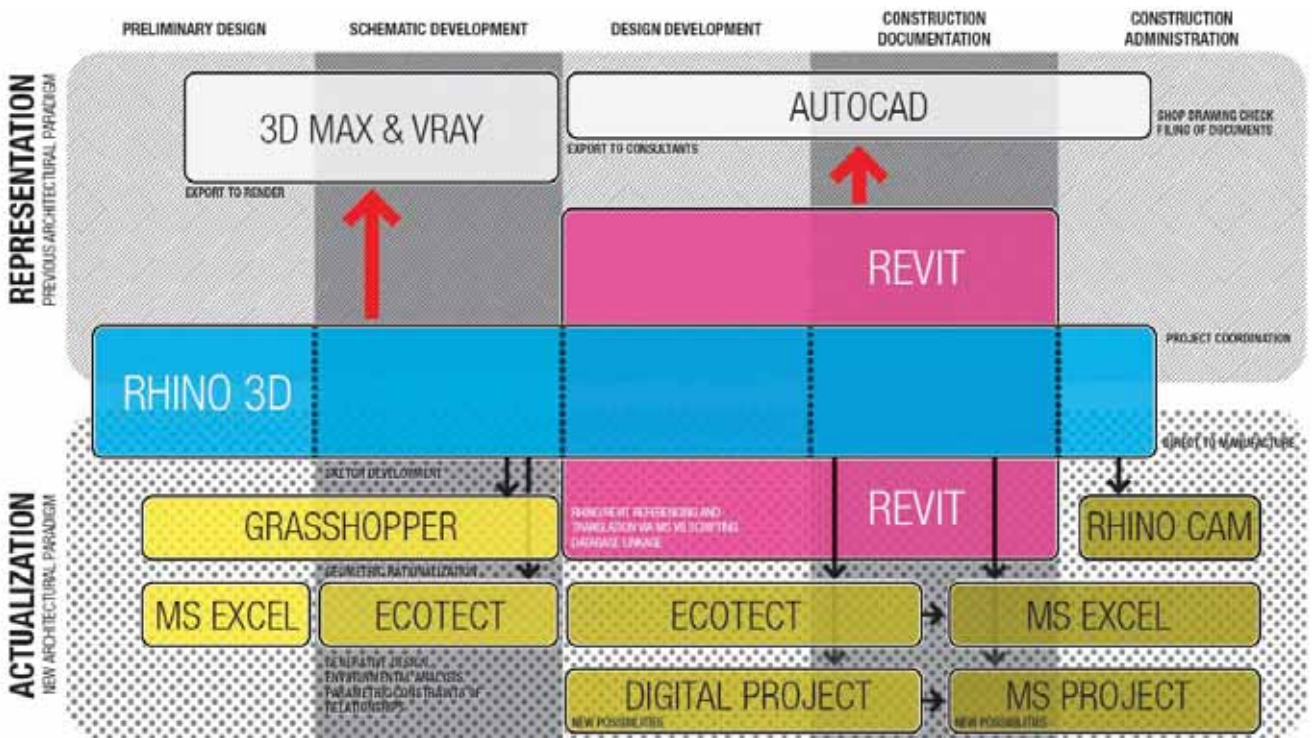 PRELIMINARY DESIGN
SCHEMATIC DEVELOPMENT
DESIGN DEVELOPMENT
CONSTRUCTION
DOCUMENTATION
CONSTRUCTION
ADMINISTRATION
REPRESENTATION
PREVIOUS ARCHITECTURAL PARADIGM
3D MAX & VRAY
EXPORT TO RENDER
AUTOCAD
EXPORT TO CONSULTANTS
SHOP DRAWING CHECK
FILING OF DOCUMENTS
REVIT
PROJECT COORDINATION
RHINO 3D
DIRECT TO MANUFACTURE
ACTUALIZATION
NEW ARCHITECTURAL PARADIGM
SKETCH DEVELOPMENT
GRASSHOPPER
RHINO/REVIT REFERENCING AND
TRANSLATION VIA MS VB SCRIPTING
DATABASE LINKAGE
REVIT
RHINO CAM
GEOMETRIC RATIONALIZATION
MS EXCEL
ECOTECT
ECOTECT
MS EXCEL
GENERATIVE DESIGN
ENVIRONMENTAL ANALYSIS
PARAMETRIC CONSTRAINTS OF
RELATIONSHIPS
DIGITAL PROJECT
NEW POSSIBILITIES
MS PROJECT
NEW POSSIBILITIES